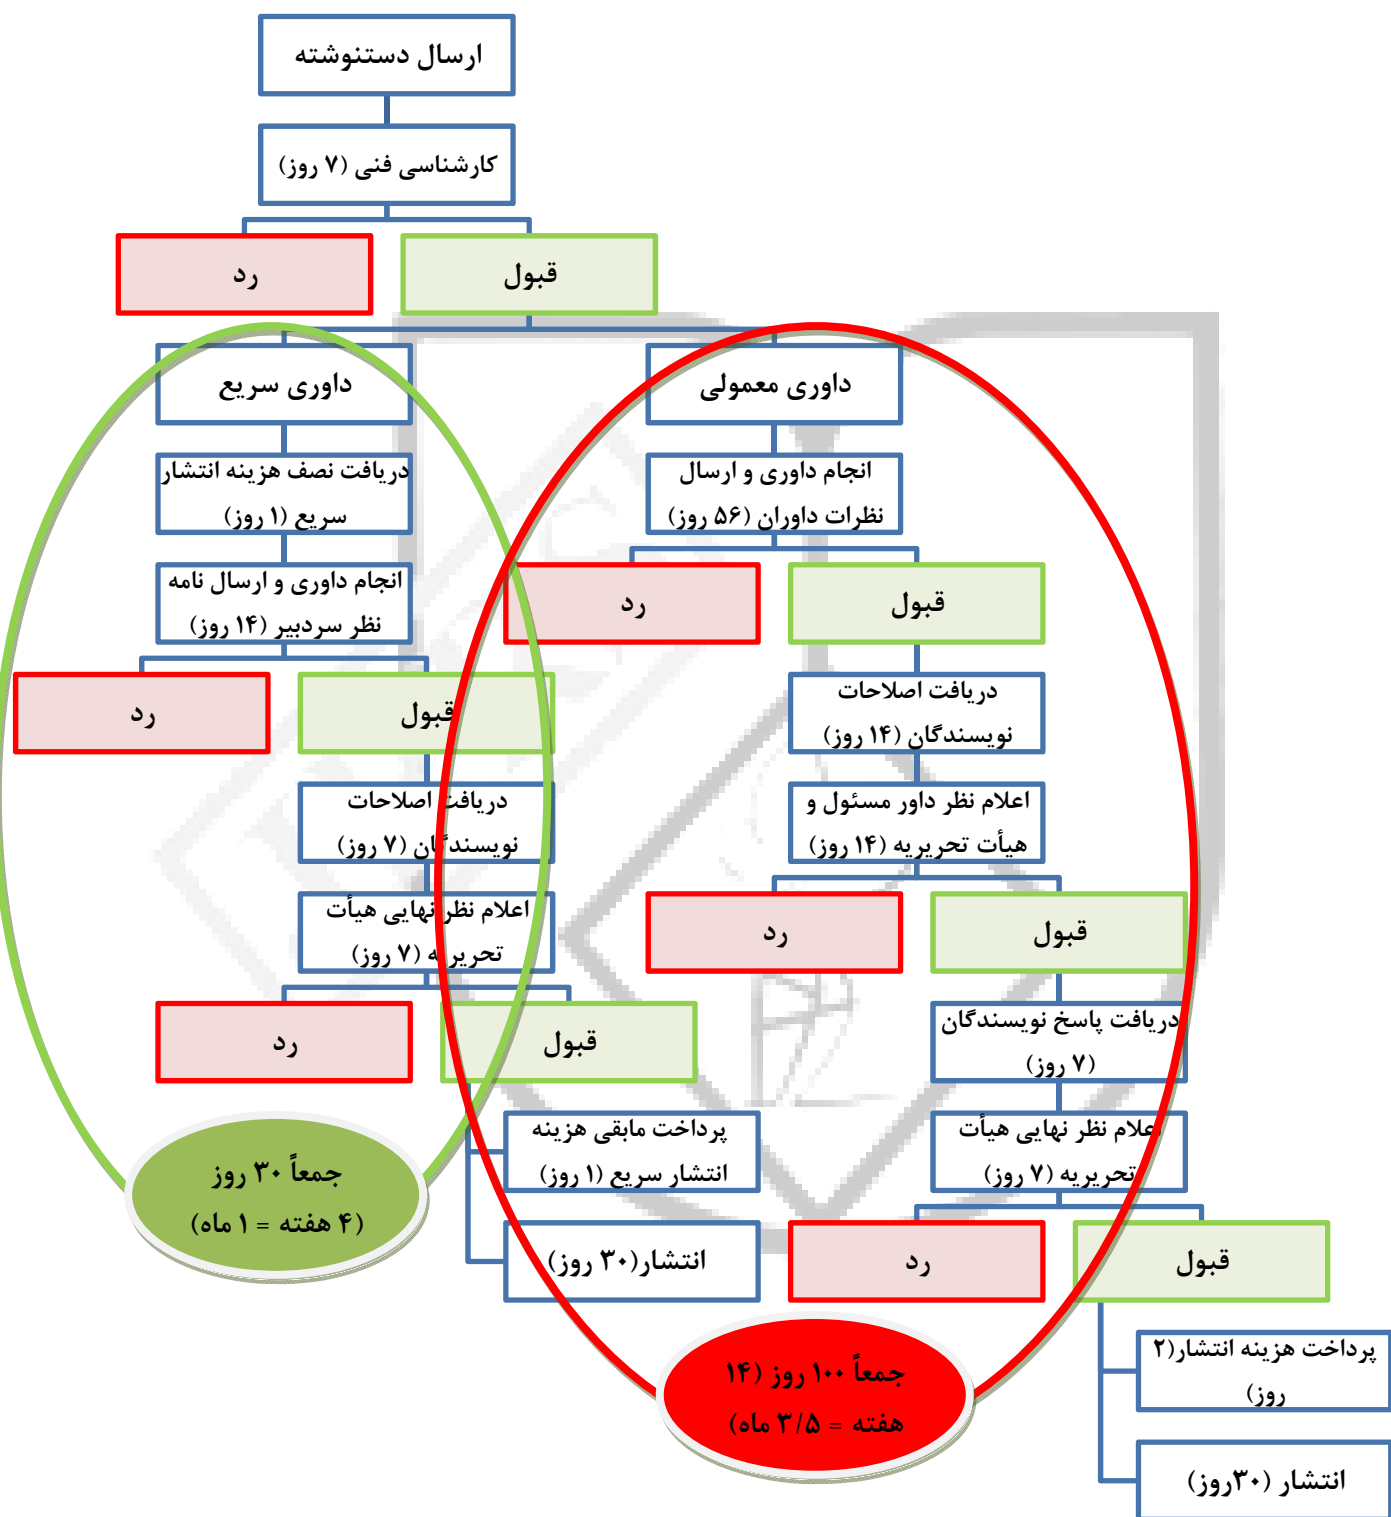 ارسال دستنوشته
کارشناسی فنی (۷ روز)
رد
قبول
داوری سریع
دریافت نصف هزینه انتشار
سریع (۱ روز)
انجام داوری و ارسال نامه
نظر سردبیر (۱۴ روز)
رد
قبول
دریافت اصلاحات
نویسندگان (۷ روز)
اعلام نظر نهایی هیأت
تحریریه (۷ روز)
رد
قبول
پرداخت مابقی هزینه
انتشار سریع (۱ روز)
انتشار(۳۰ روز)
جمعاً ۳۰ روز
(۴ هفته = ۱ ماه)
داوری معمولی
انجام داوری و ارسال
نظرات داوران (۵۶ روز)
رد
قبول
دریافت اصلاحات
نویسندگان (۱۴ روز)
اعلام نظر داور مسئول و
هیأت تحریریه (۱۴ روز)
رد
قبول
دریافت پاسخ نویسندگان
(۷ روز)
اعلام نظر نهایی هیأت
تحریریه (۷ روز)
رد
قبول
پرداخت هزینه انتشار(۲
روز)
انتشار (۳۰روز)
جمعاً ۱۰۰ روز (۱۴
هفته = ۳/۵ ماه)